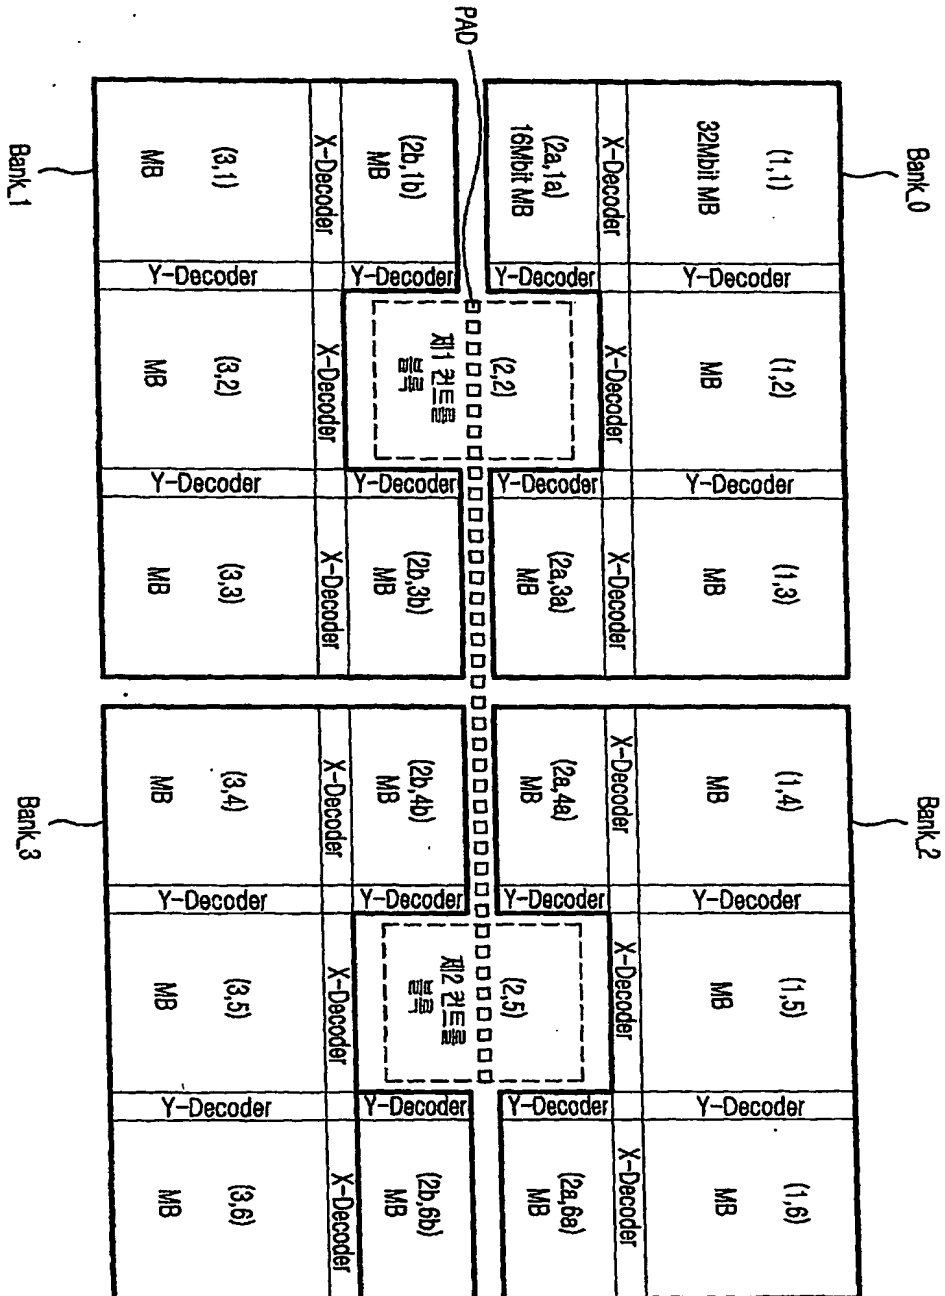 Bank_0
Bank_2
(1,1)
32Mbit MB
Y-Decoder
(1,2)
MB
Y-Decoder
(1,3)
MB
(1,4)
MB
Y-Decoder
(1,5)
MB
Y-Decoder
(1,6)
MB
X-Decoder
X-Decoder
X-Decoder
X-Decoder
X-Decoder
X-Decoder
(2a,1a)
16Mbit MB
Y-Decoder
Y-Decoder
(2a,3a)
MB
(2a,4a)
MB
Y-Decoder
Y-Decoder
(2a,6a)
MB
PAD
(2,2)
제1 컨트롤
블록
(2,5)
제2 컨트롤
블록
(2b,1b)
MB
Y-Decoder
Y-Decoder
(2b,3b)
MB
(2b,4b)
MB
Y-Decoder
Y-Decoder
(2b,6b)
MB
X-Decoder
X-Decoder
X-Decoder
X-Decoder
X-Decoder
X-Decoder
(3,1)
MB
Y-Decoder
(3,2)
MB
Y-Decoder
(3,3)
MB
(3,4)
MB
Y-Decoder
(3,5)
MB
Y-Decoder
(3,6)
MB
Bank_1
Bank_3